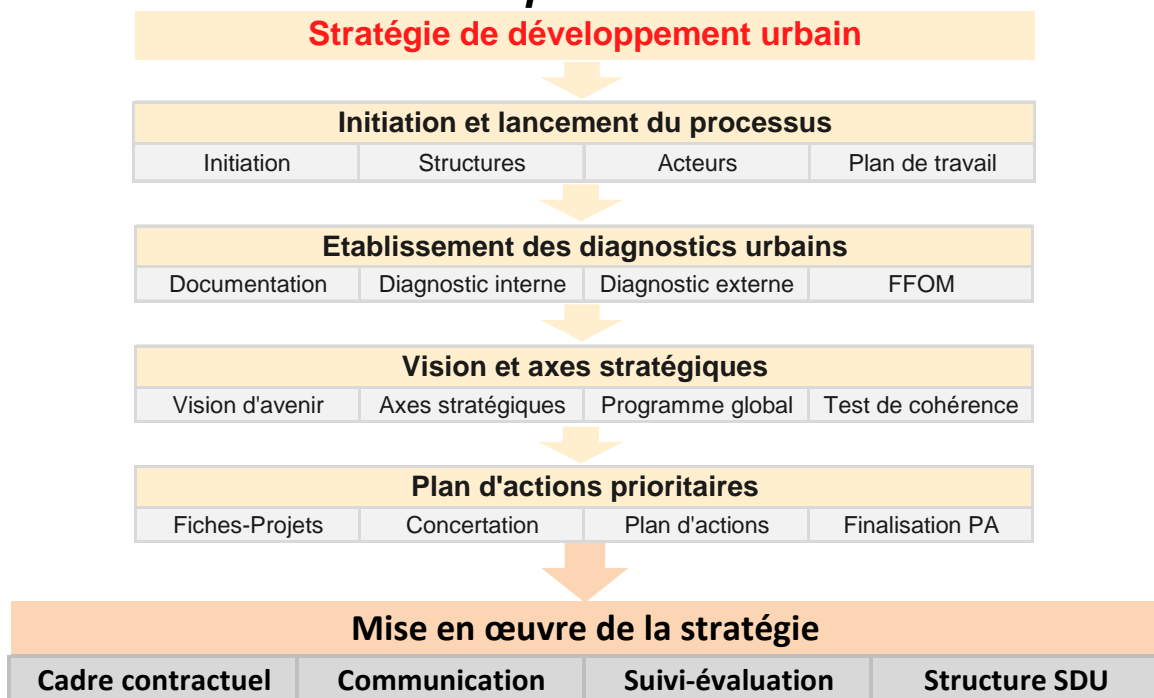 Stratégie de développement urbain
Initiation et lancement du processus
Initiation Structures Acteurs Plan de travail
Etablissement des diagnostics urbains
Documentation Diagnostic interne Diagnostic externe FFOM
Vision et axes stratégiques
Vision d'avenir Axes stratégiques Programme global Test de cohérence
Plan d'actions prioritaires
Fiches-Projets Concertation Plan d'actions Finalisation PA
Mise en œuvre de la stratégie
Cadre contractuel Communication Suivi-évaluation Structure SDU